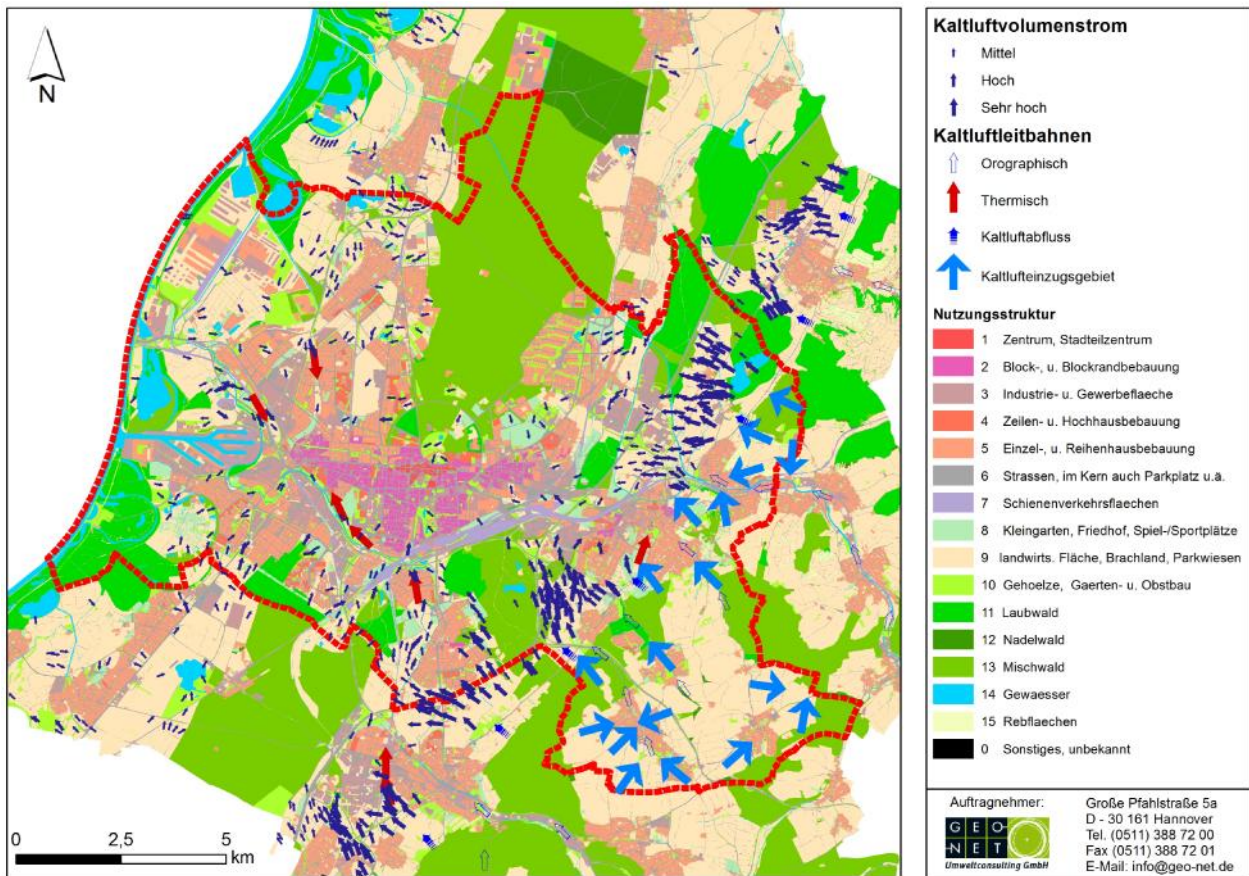 N
0 2,5 5
km
Kaltluftvolumenstrom
Mittel
Hoch
Sehr hoch
Kaltluftleitbahnen
Orographisch
Thermisch
Kaltluftabfluss
Kaltlufteinzugsgebiet
Nutzungsstruktur
1 Zentrum, Stadteilzentrum
2 Block-, u. Blockrandbebauung
3 Industrie- u. Gewerbeflaeche
4 Zeilen- u. Hochhausbebauung
5 Einzel-, u. Reihenhausbebauung
6 Strassen, im Kern auch Parkplatz u.ä.
7 Schienenverkehrsflaechen
8 Kleingarten, Friedhof, Spiel-/Sportplätze
9 landwirts. Fläche, Brachland, Parkwiesen
10 Gehoelze, Gaerten- u. Obstbau
11 Laubwald
12 Nadelwald
13 Mischwald
14 Gewaesser
15 Rebflaechen
0 Sonstiges, unbekannt
Auftragnehmer:
GEO
NET
Umweltconsulting GmbH
Große Pfahlstraße 5a
D - 30 161 Hannover
Tel. (0511) 388 72 00
Fax (0511) 388 72 01
E-Mail: info@geo-net.de